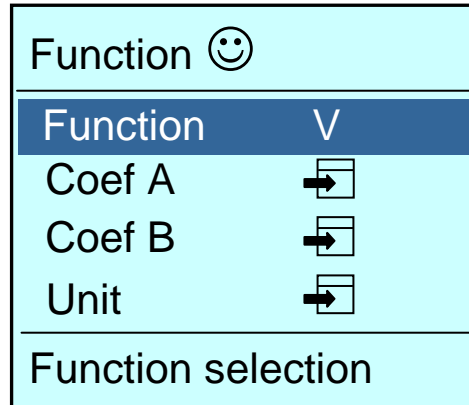 Function ☺
Function V
Coef A
Coef B
Unit
Function selection